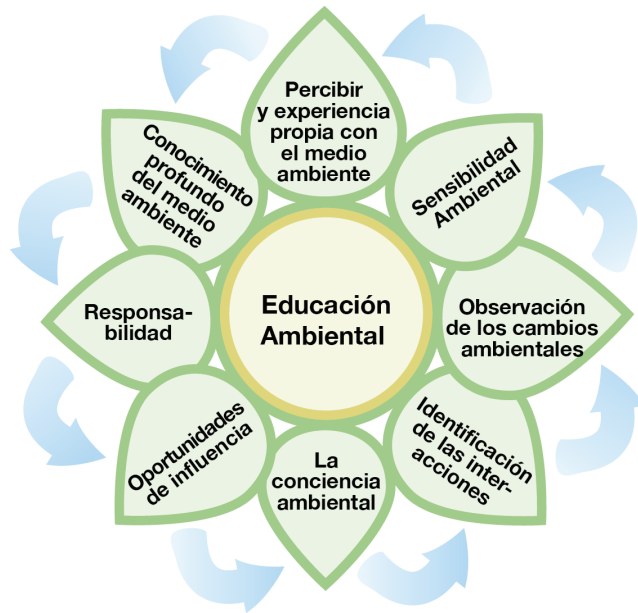 Percibir
y experiencia
propia con
el medio
ambiente
Conocimiento
profundo
del medio
ambiente
Sensibilidad
Ambiental
Responsa-
bilidad
Educación
Ambiental
Observación
de los cambios
ambientales
Oportunidades
de influencia
La
conciencia
ambiental
Identificación
de las inter-
acciones